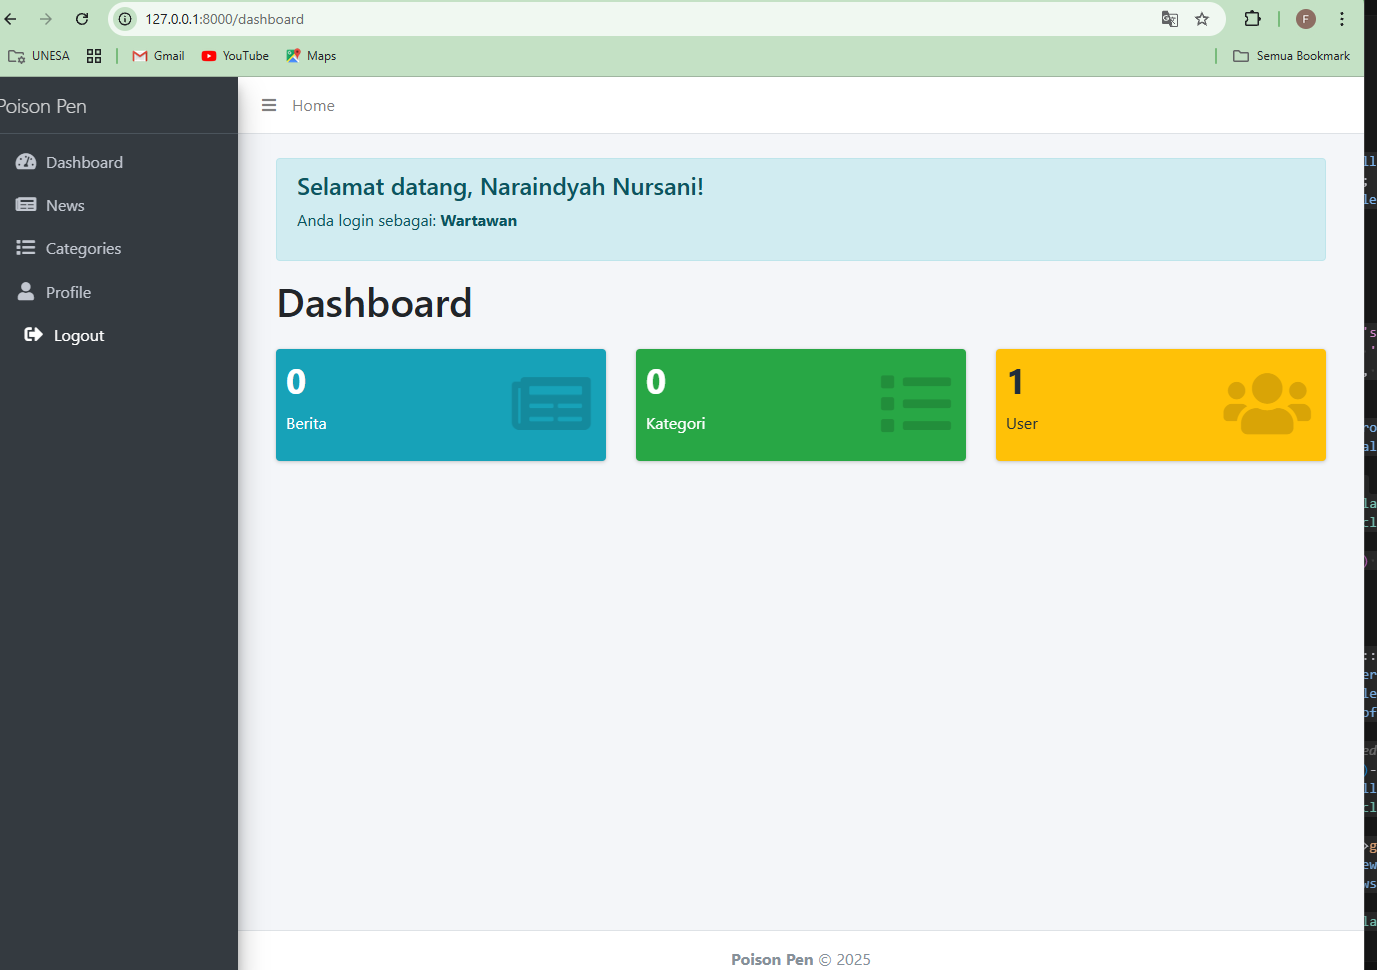 127.0.0.1:8000/dashboard
F
UNESA
Gmail
YouTube
Maps
Semua Bookmark
Poison Pen
Home
Dashboard
News
Categories
Profile
Logout
Selamat datang, Naraindyah Nursani!
Anda login sebagai: Wartawan
Dashboard
0
Berita
0
Kategori
1
User
Poison Pen © 2025